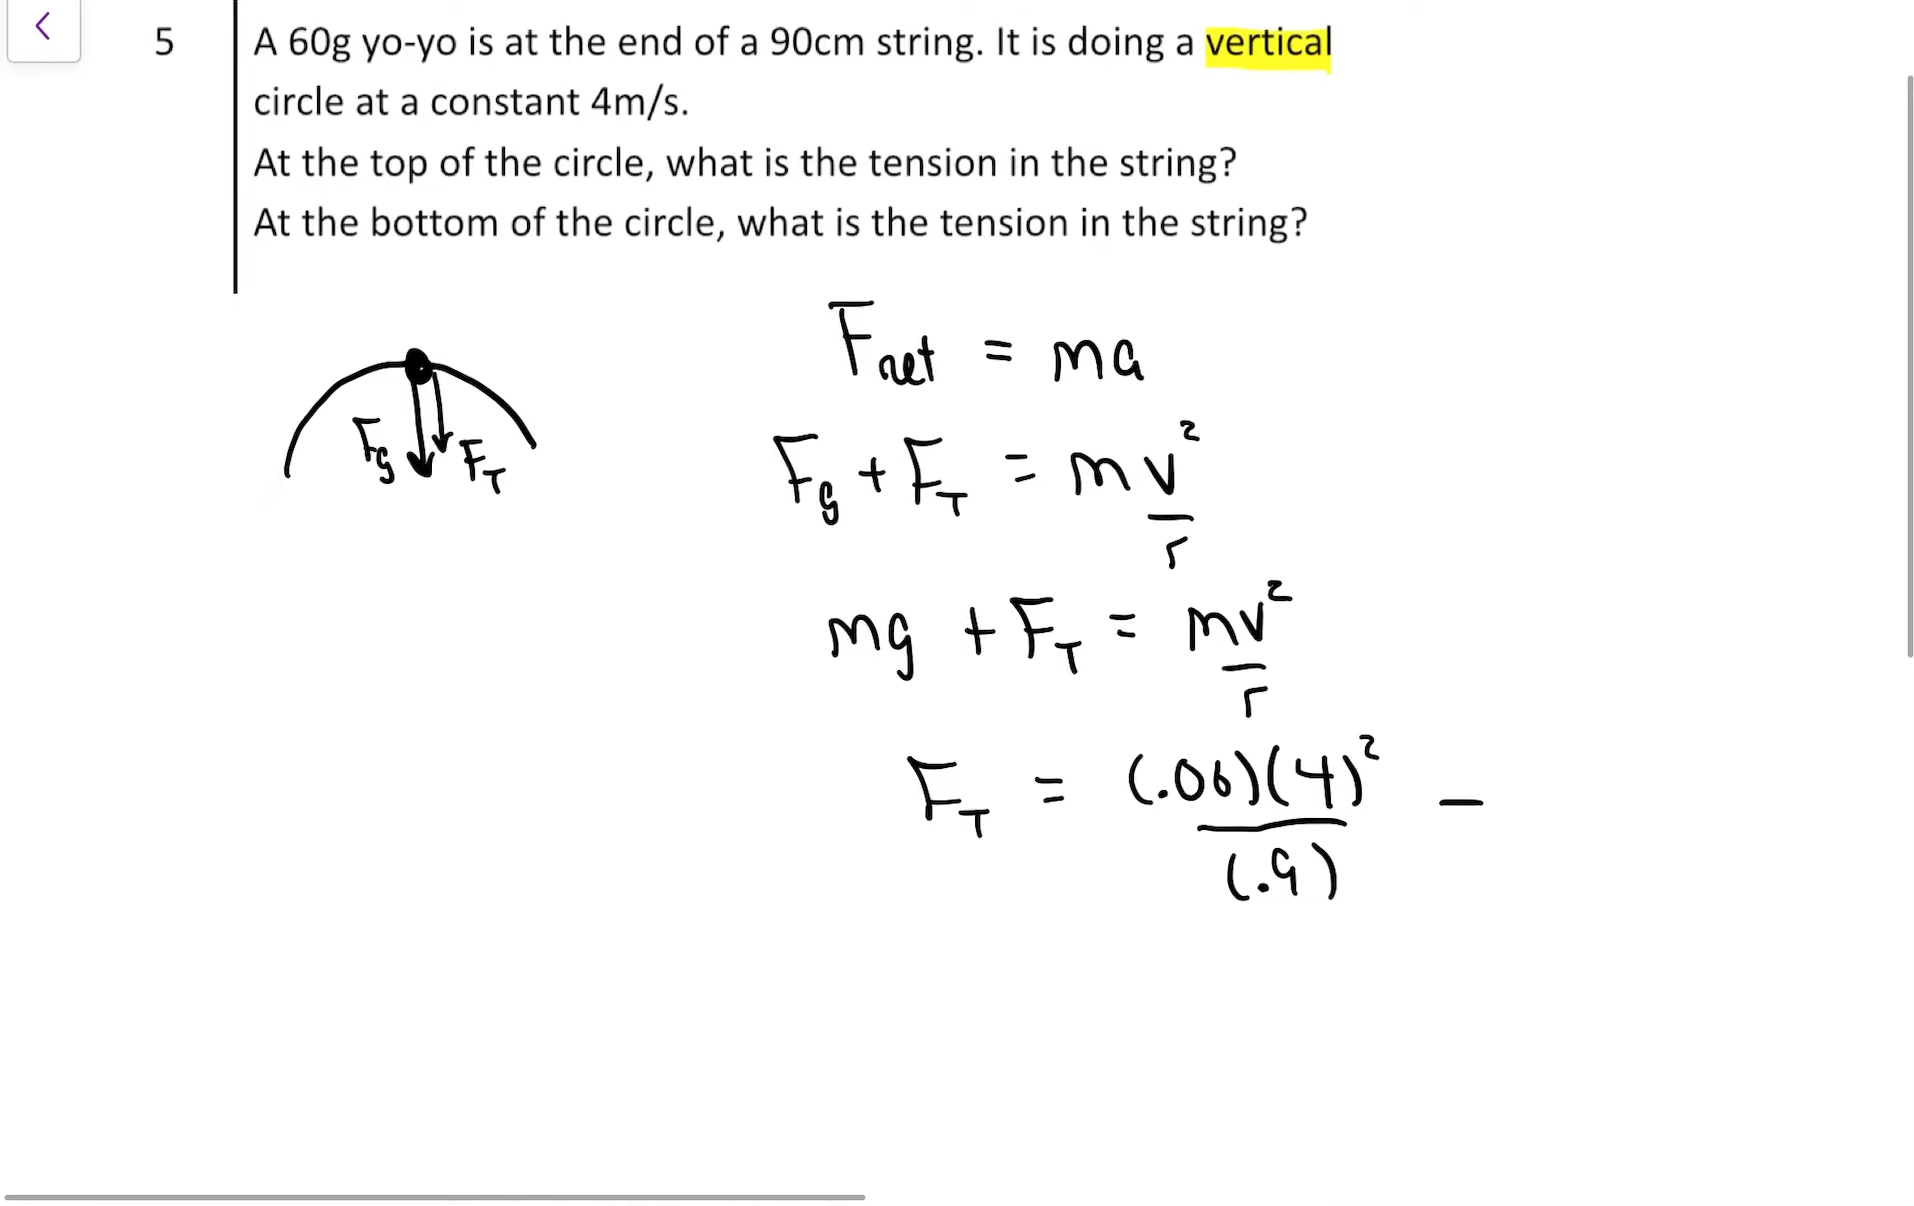 5
A 60g yo-yo is at the end of a 90cm string. It is doing a vertical
circle at a constant 4m/s.
At the top of the circle, what is the tension in the string?
At the bottom of the circle, what is the tension in the string?
Fnet = ma
Fg + FT = m v²/r
Fg FT
mg + FT = mv²/r
FT = (.06)(4)²/(.9) −